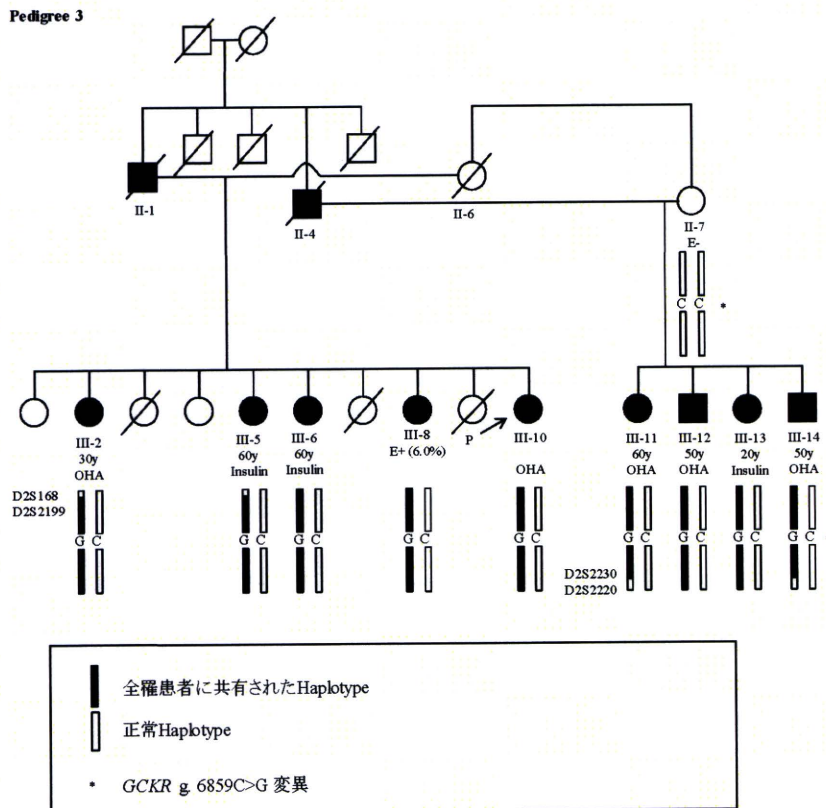 Pedigree 3
II-1
II-4
II-6
II-7
E-
C C *
P
III-2
30y
OHA
III-5
60y
Insulin
III-6
60y
Insulin
III-8
E+ (6.0%)
III-10
OHA
III-11
60y
OHA
III-12
50y
OHA
III-13
20y
Insulin
III-14
50y
OHA
D2S168
D2S2199
G C G C G C G C G C G C G C G C G C
D2S2230
D2S2220
全罹患者に共有されたHaplotype
正常Haplotype
* GCKR g. 6859C>G 変異